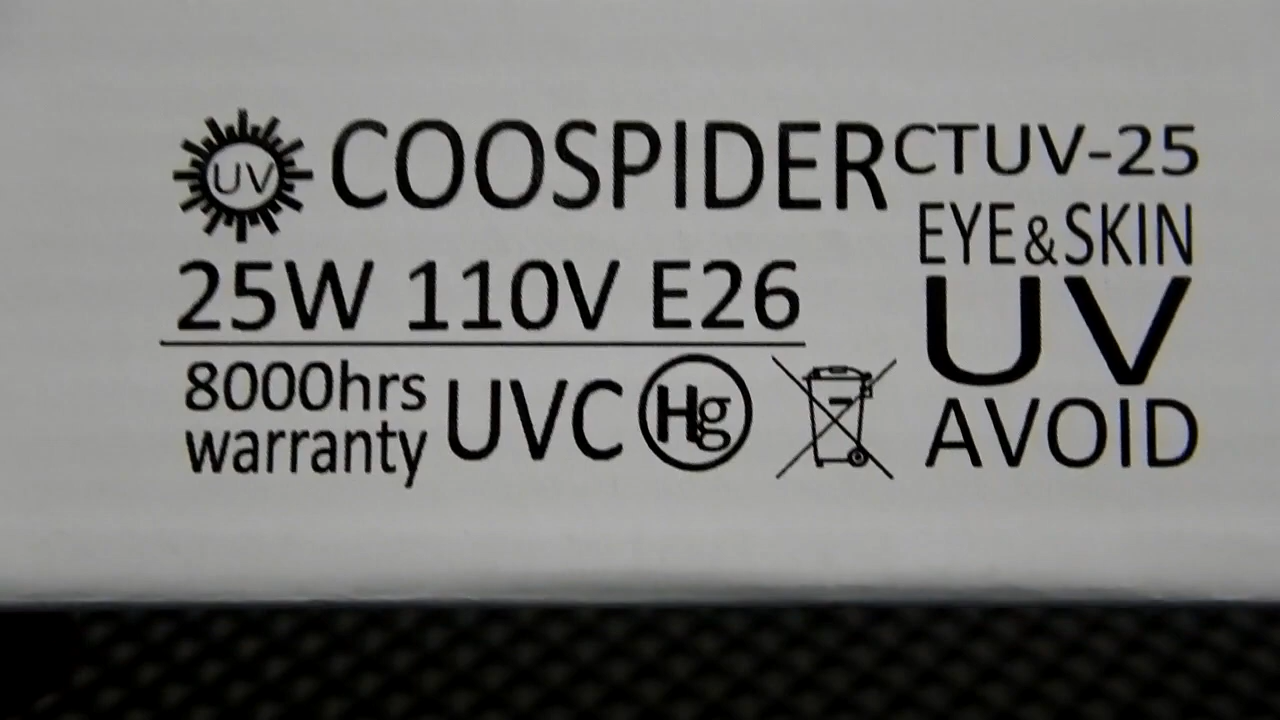 UV COOSPIDER CTUV-25
25W 110V E26
8000hrs
warranty
UVC Hg
EYE&SKIN
UV
AVOID